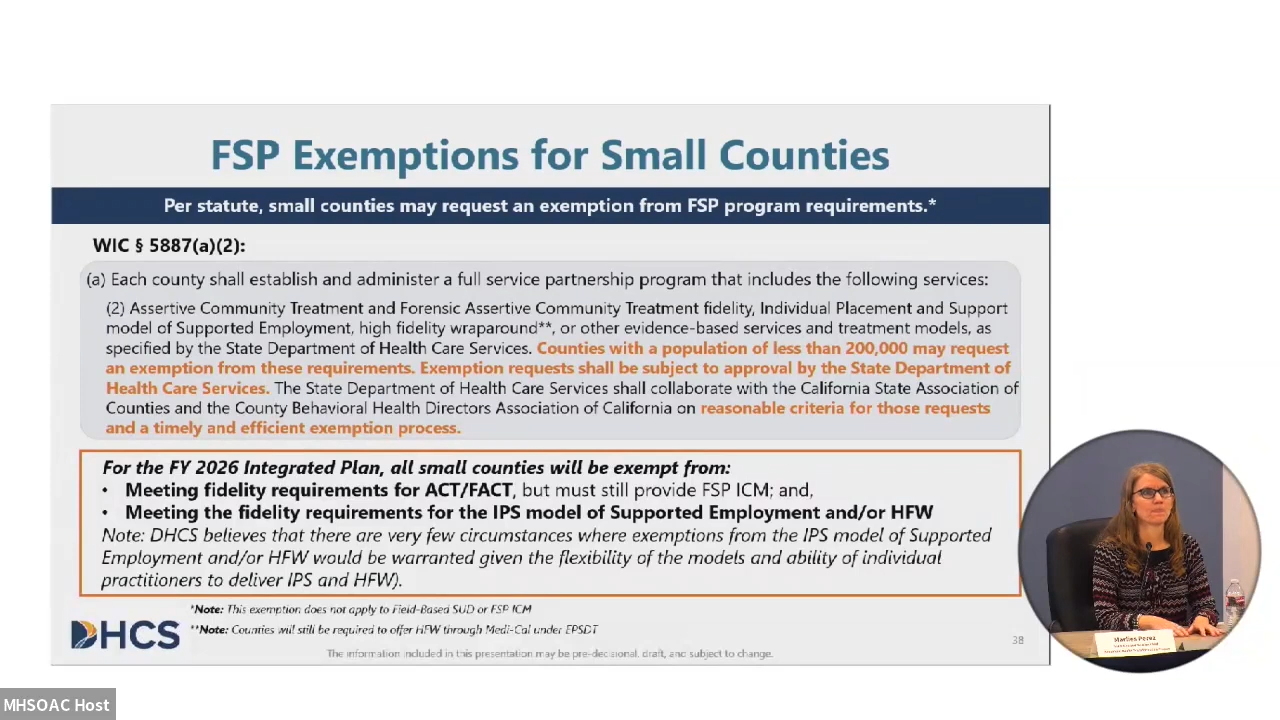 FSP Exemptions for Small Counties
Per statute, small counties may request an exemption from FSP program requirements.*
WIC § 5887(a)(2):
(a) Each county shall establish and administer a full service partnership program that includes the following services:
(2) Assertive Community Treatment and Forensic Assertive Community Treatment fidelity, Individual Placement and Support
model of Supported Employment, high fidelity wraparound**, or other evidence-based services and treatment models, as
specified by the State Department of Health Care Services. Counties with a population of less than 200,000 may request
an exemption from these requirements. Exemption requests shall be subject to approval by the State Department of
Health Care Services. The State Department of Health Care Services shall collaborate with the California State Association of
Counties and the County Behavioral Health Directors Association of California on reasonable criteria for those requests
and a timely and efficient exemption process.
For the FY 2026 Integrated Plan, all small counties will be exempt from:
• Meeting fidelity requirements for ACT/FACT, but must still provide FSP ICM; and,
• Meeting the fidelity requirements for the IPS model of Supported Employment and/or HFW
Note: DHCS believes that there are very few circumstances where exemptions from the IPS model of Supported
Employment and/or HFW would be warranted given the flexibility of the models and ability of individual
practitioners to deliver IPS and HFW).
*Note: This exemption does not apply to Field-Based SUD or FSP ICM
**Note: Counties will still be required to offer HFW through Medi-Cal under EPSDT
DHCS
The information included in this presentation may be pre-decisional, draft, and subject to change.
38
Marlies Perez
MHSOAC Host